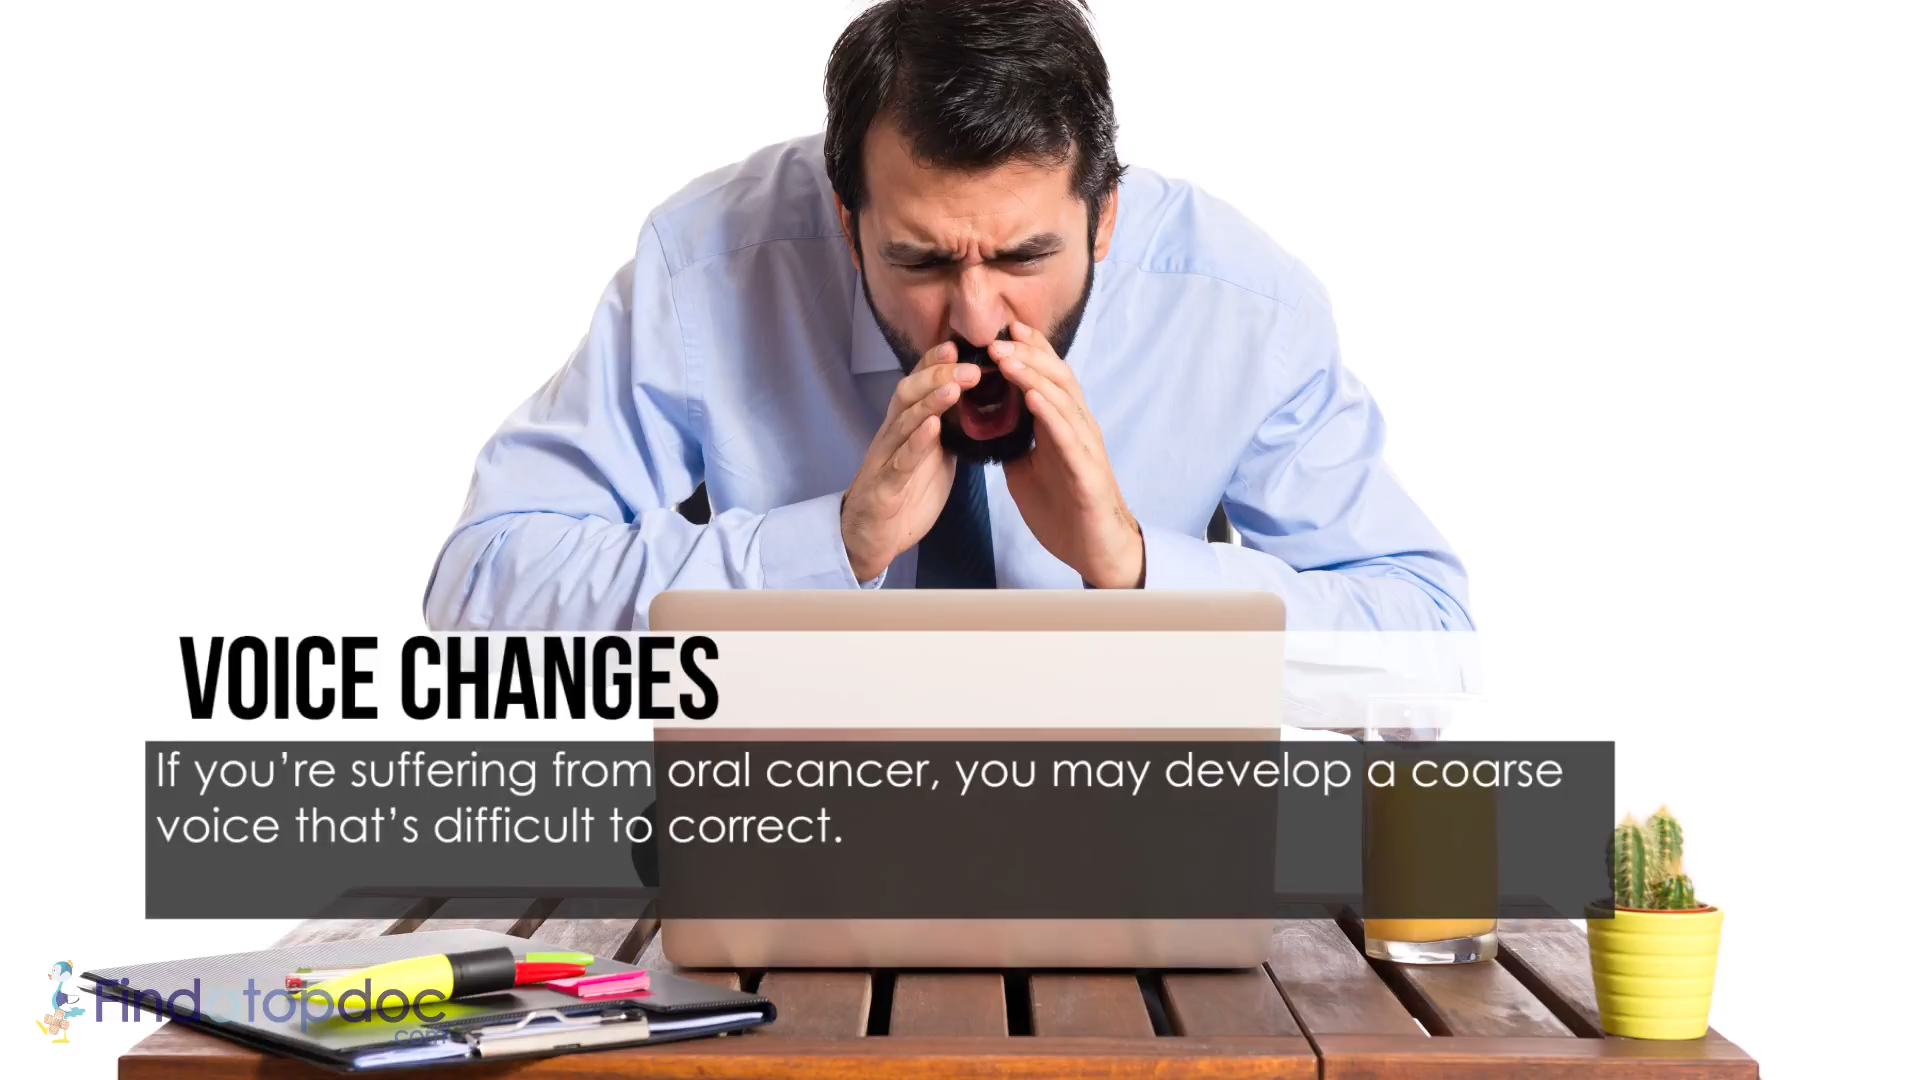 VOICE CHANGES
If you’re suffering from oral cancer, you may develop a coarse
voice that’s difficult to correct.
Findatopdoc
.com